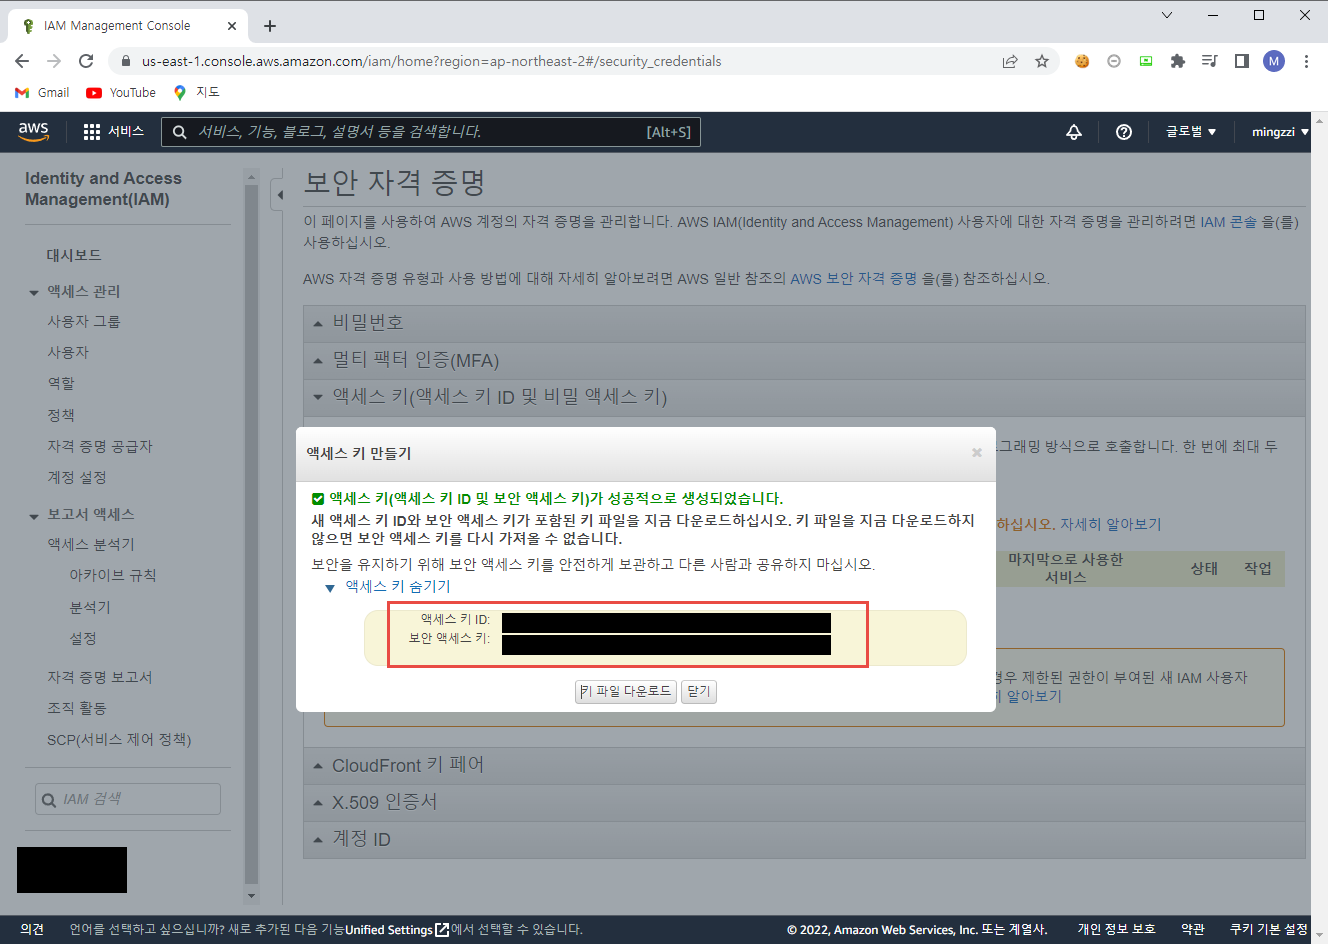 IAM Management Console
us-east-1.console.aws.amazon.com/iam/home?region=ap-northeast-2#/security_credentials
M
Gmail
YouTube
지도
aws
서비스
서비스, 기능, 블로그, 설명서 등을 검색합니다.
[Alt+S]
글로벌
mingzzi
Identity and Access
Management(IAM)
대시보드
액세스 관리
사용자 그룹
사용자
역할
정책
자격 증명 공급자
계정 설정
보고서 액세스
액세스 분석기
아카이브 규칙
분석기
설정
자격 증명 보고서
조직 활동
SCP(서비스 제어 정책)
IAM 검색
보안 자격 증명
이 페이지를 사용하여 AWS 계정의 자격 증명을 관리합니다. AWS IAM(Identity and Access Management) 사용자에 대한 자격 증명을 관리하려면 IAM 콘솔 을(를)
사용하십시오.
AWS 자격 증명 유형과 사용 방법에 대해 자세히 알아보려면 AWS 일반 참조의 AWS 보안 자격 증명 을(를) 참조하십시오.
비밀번호
멀티 팩터 인증(MFA)
액세스 키(액세스 키 ID 및 비밀 액세스 키)
그래밍 방식으로 호출합니다. 한 번에 최대 두
하십시오. 자세히 알아보기
마지막으로 사용한
서비스
상태
작업
경우 제한된 권한이 부여된 새 IAM 사용자
알아보기
액세스 키 만들기
액세스 키(액세스 키 ID 및 보안 액세스 키)가 성공적으로 생성되었습니다.
새 액세스 키 ID와 보안 액세스 키가 포함된 키 파일을 지금 다운로드하십시오. 키 파일을 지금 다운로드하지
않으면 보안 액세스 키를 다시 가져올 수 없습니다.
보안을 유지하기 위해 보안 액세스 키를 안전하게 보관하고 다른 사람과 공유하지 마십시오.
액세스 키 숨기기
액세스 키 ID:
보안 액세스 키:
키 파일 다운로드
닫기
CloudFront 키 페어
X.509 인증서
계정 ID
의견
언어를 선택하고 싶으십니까? 새로 추가된 다음 기능Unified Settings에서 선택할 수 있습니다.
© 2022, Amazon Web Services, Inc. 또는 계열사.
개인 정보 보호
약관
쿠키 기본 설정